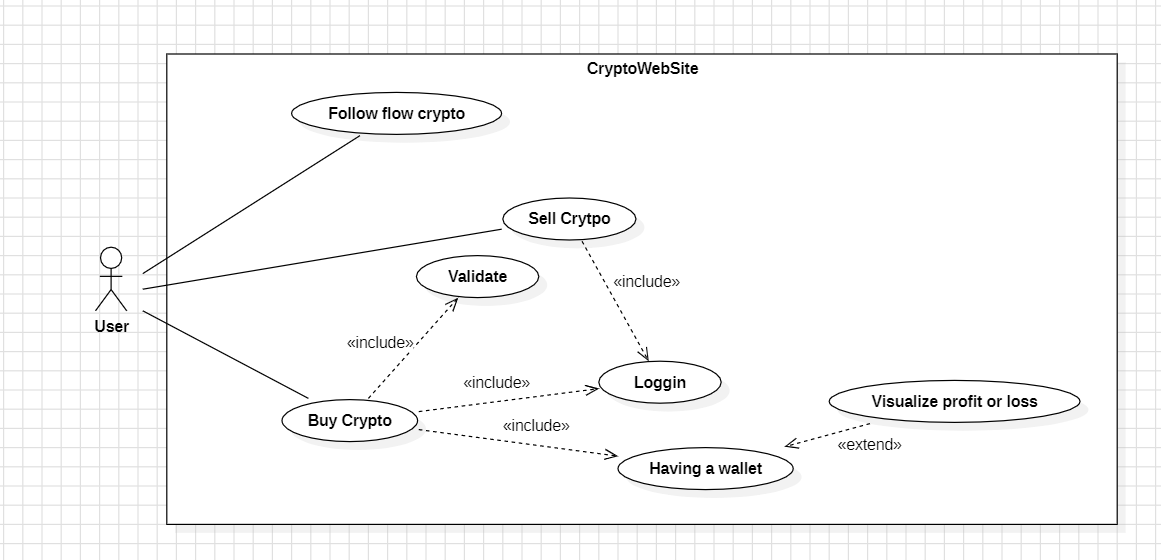 CryptoWebSite
Follow flow crypto
Sell Crytpo
Validate
«include»
User
«include»
Loggin
«include»
Visualize profit or loss
Buy Crypto
«include»
«extend»
Having a wallet